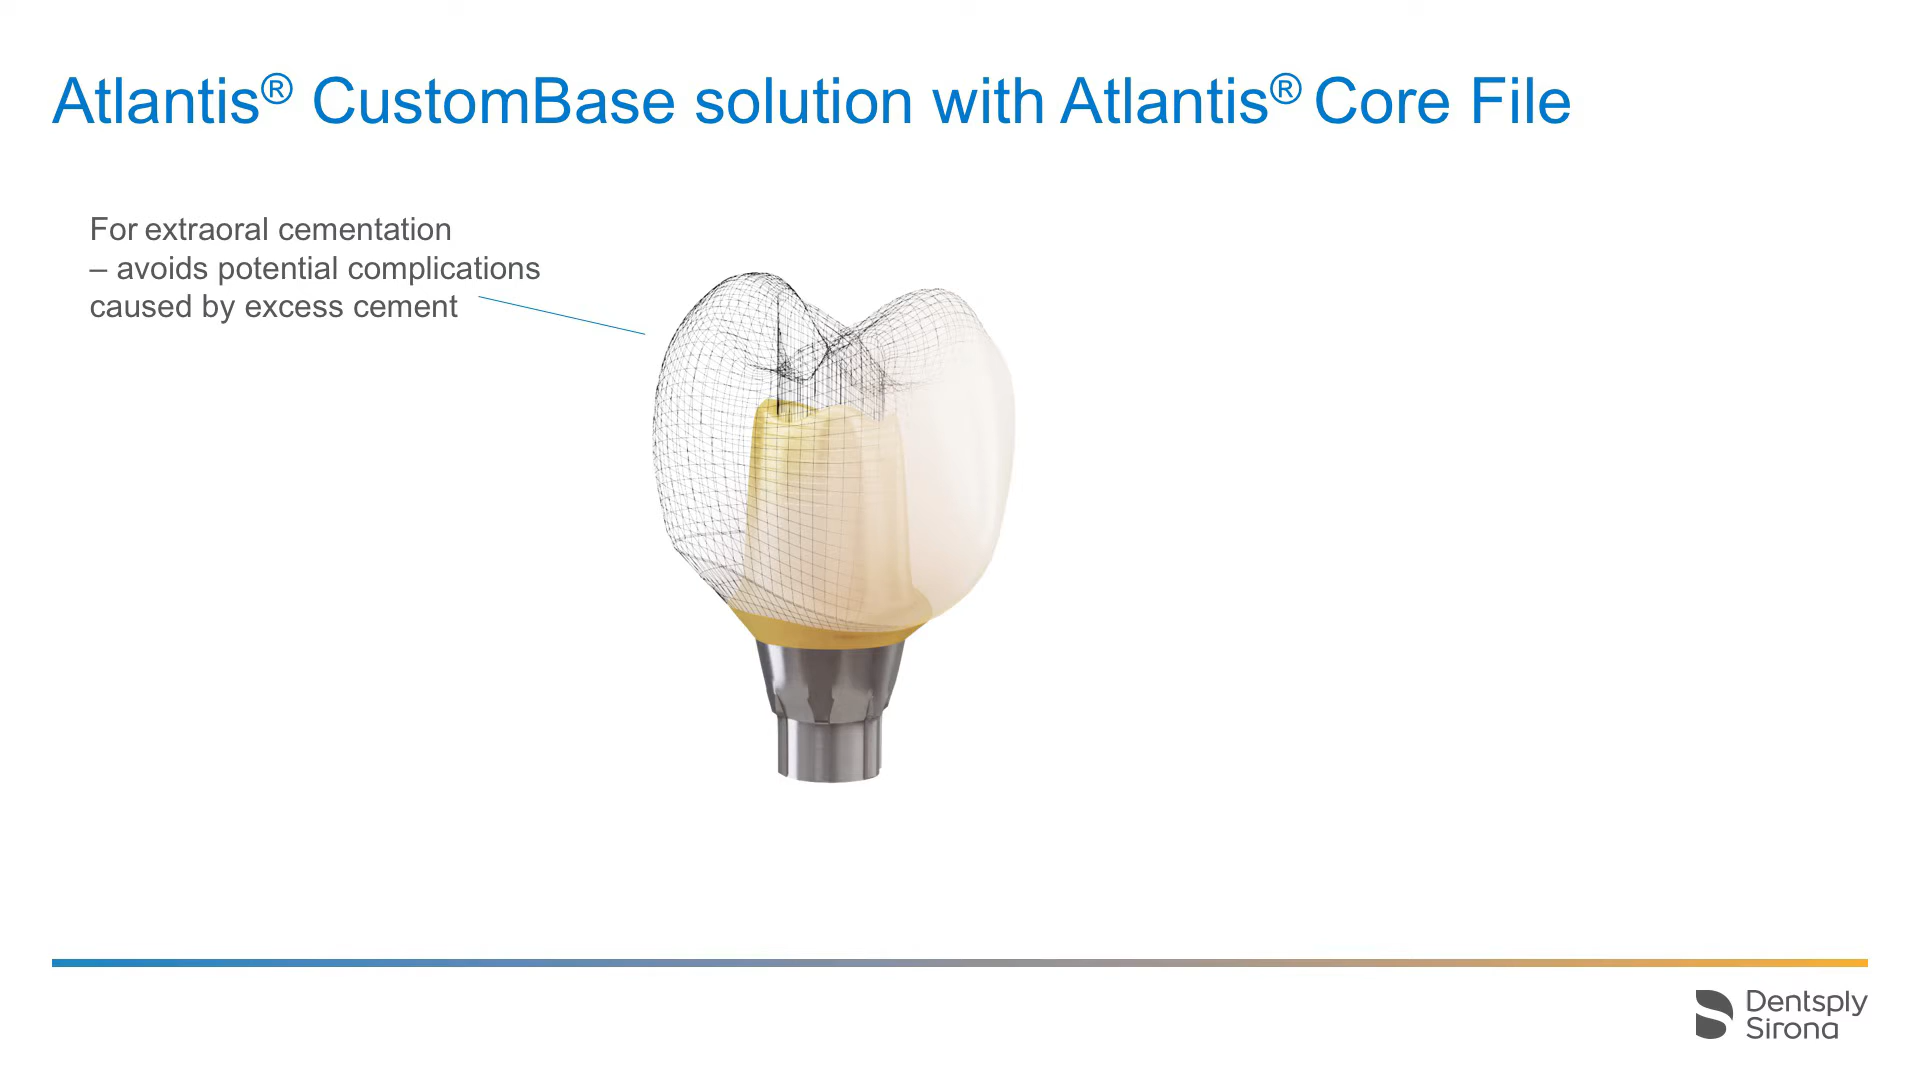 Atlantis® CustomBase solution with Atlantis® Core File
For extraoral cementation
– avoids potential complications
caused by excess cement
Dentsply
Sirona